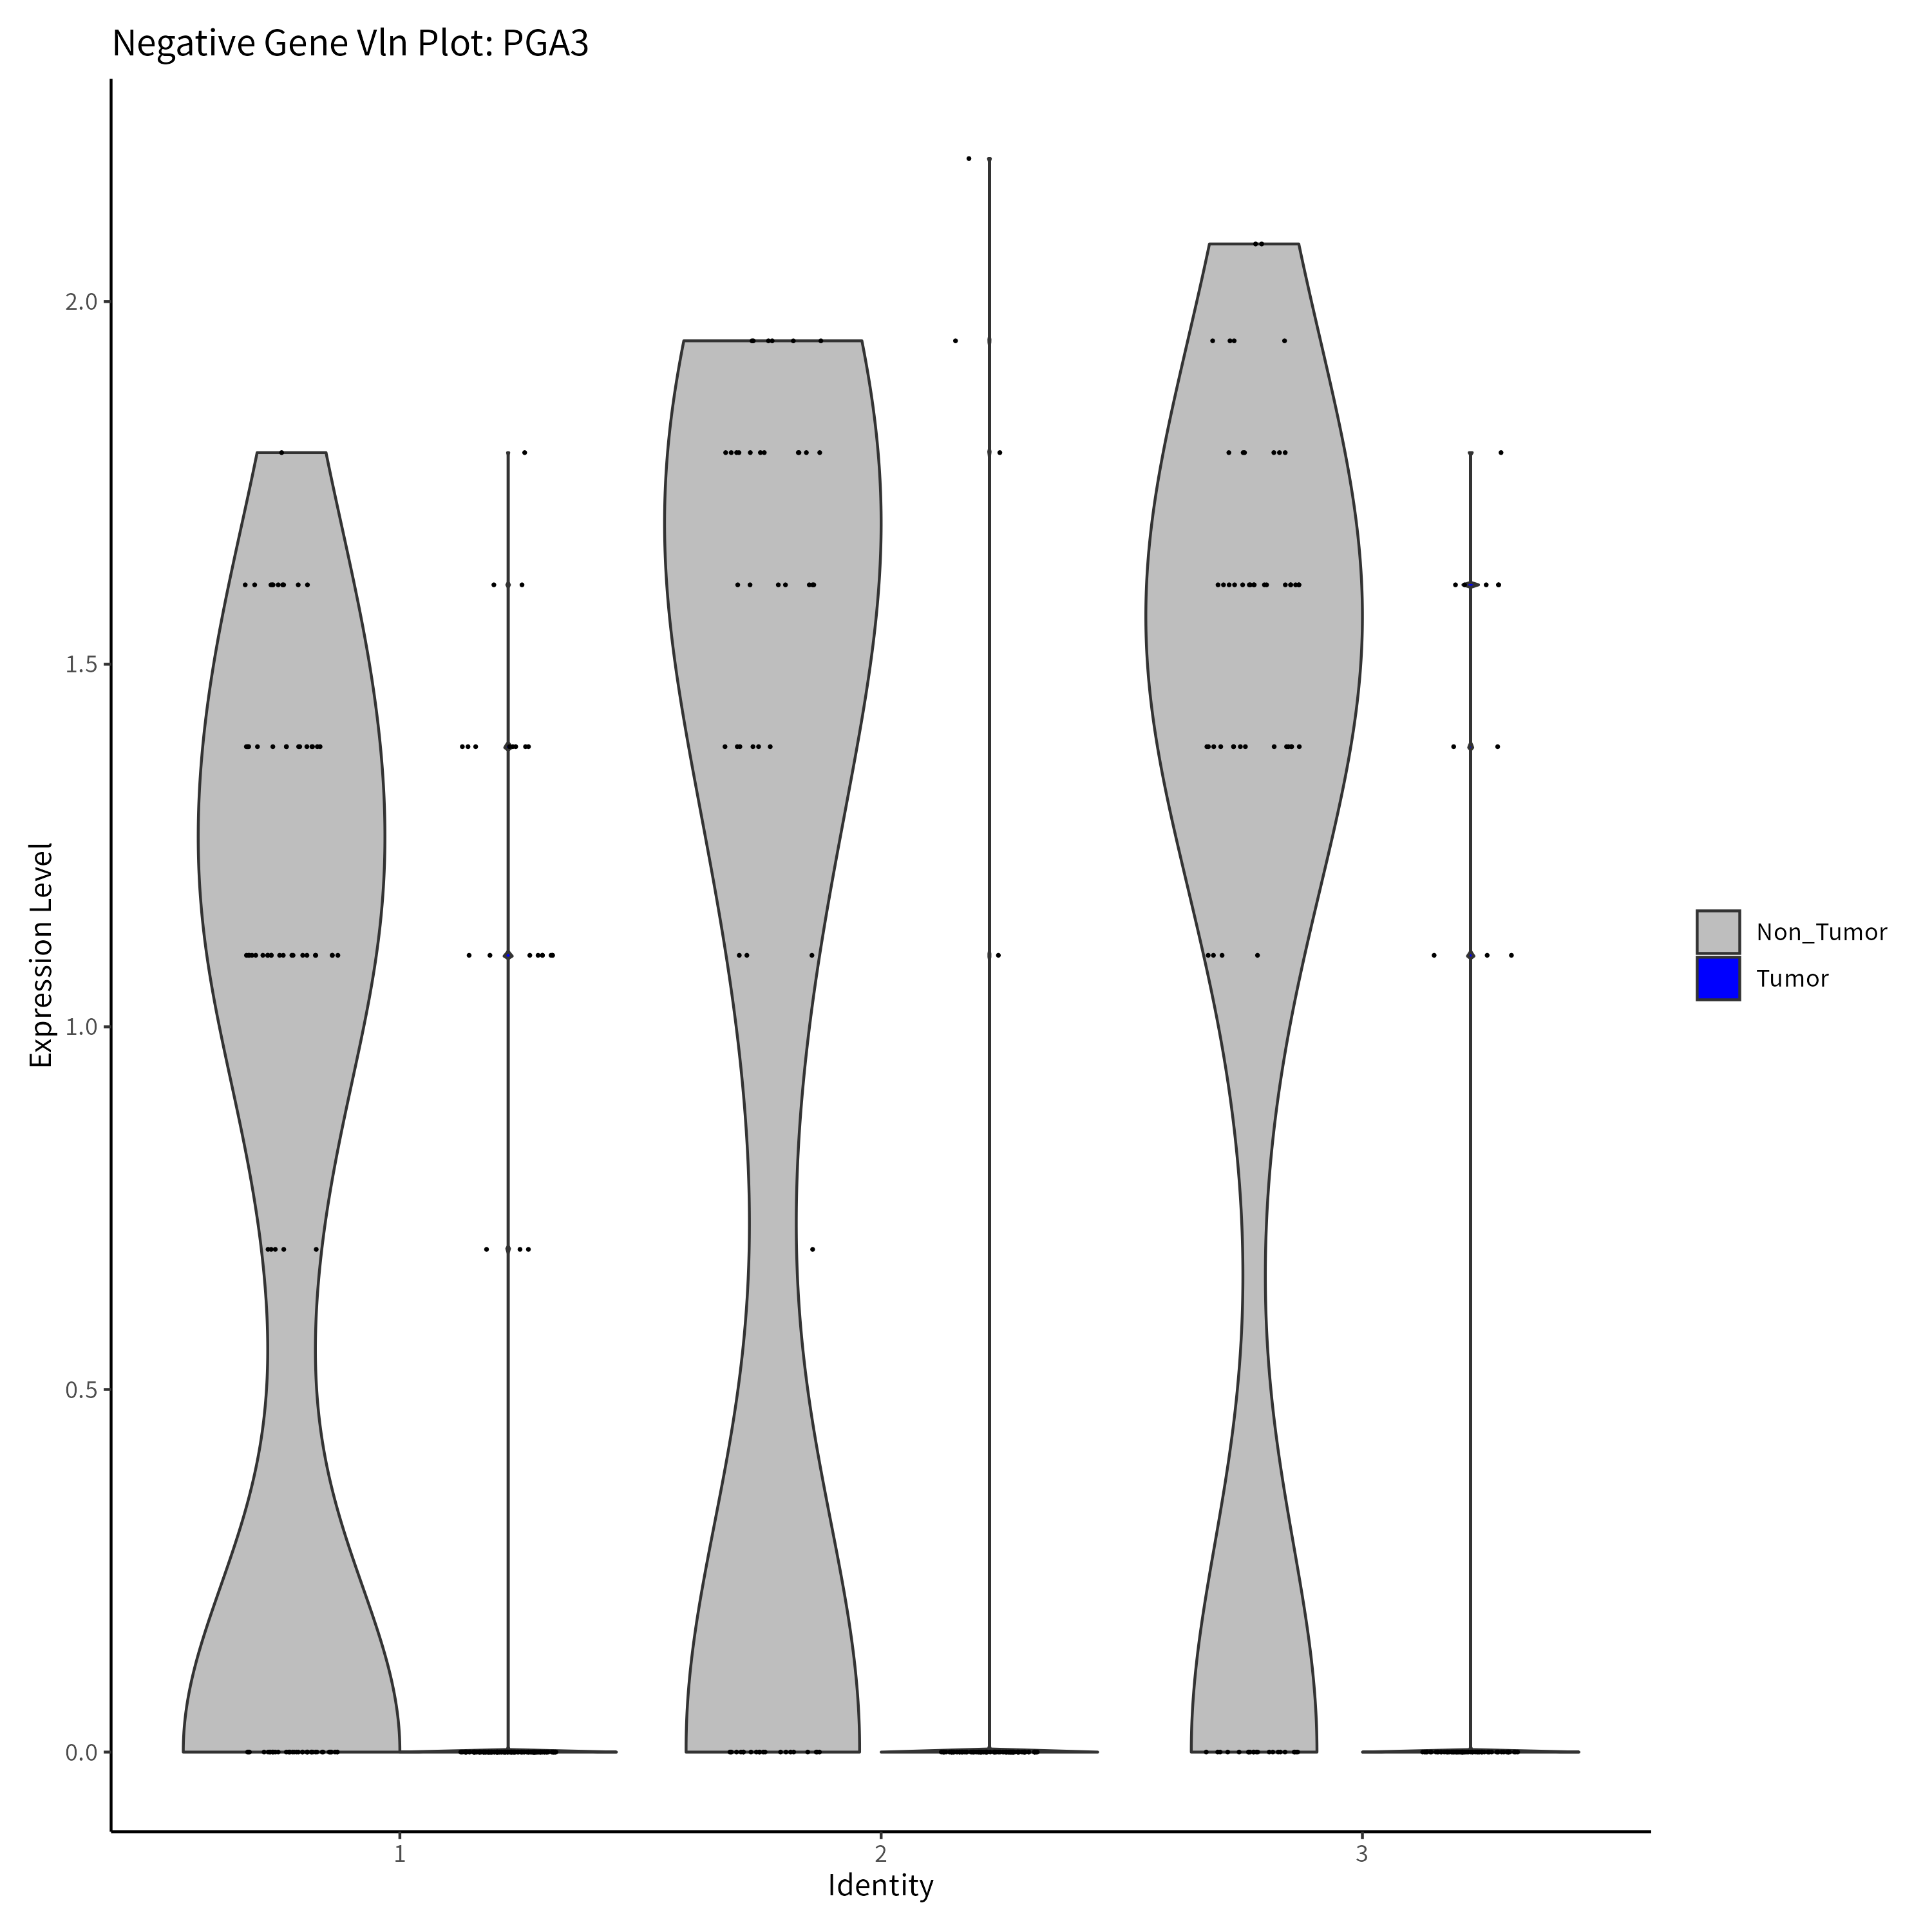 Negative Gene Vln Plot: PGA3
2.0
1.5
1.0
0.5
0.0
Expression Level
1
2
3
Identity
Non_Tumor
Tumor